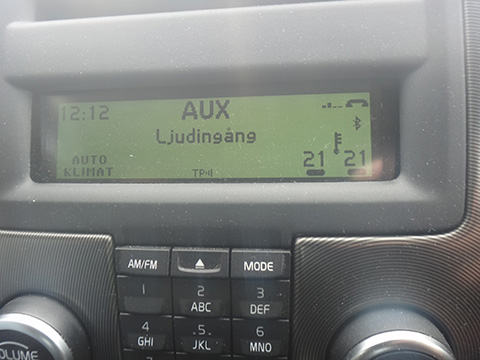 12:12 AUX
Ljudingång
AUTO 21 21
KLIMAT TP
AM/FM MODE
1 2 3
ABC DEF
4 5 6
GHI JKL MNO
VOLUME